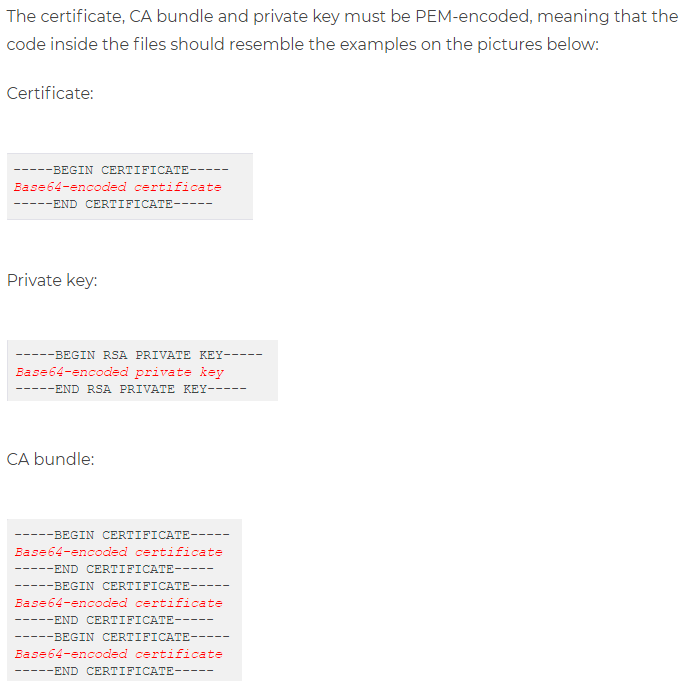 The certificate, CA bundle and private key must be PEM-encoded, meaning that the
code inside the files should resemble the examples on the pictures below:
Certificate:
-----BEGIN CERTIFICATE-----
Base64-encoded certificate
-----END CERTIFICATE-----
Private key:
-----BEGIN RSA PRIVATE KEY-----
Base64-encoded private key
-----END RSA PRIVATE KEY-----
CA bundle:
-----BEGIN CERTIFICATE-----
Base64-encoded certificate
-----END CERTIFICATE-----
-----BEGIN CERTIFICATE-----
Base64-encoded certificate
-----END CERTIFICATE-----
-----BEGIN CERTIFICATE-----
Base64-encoded certificate
-----END CERTIFICATE-----